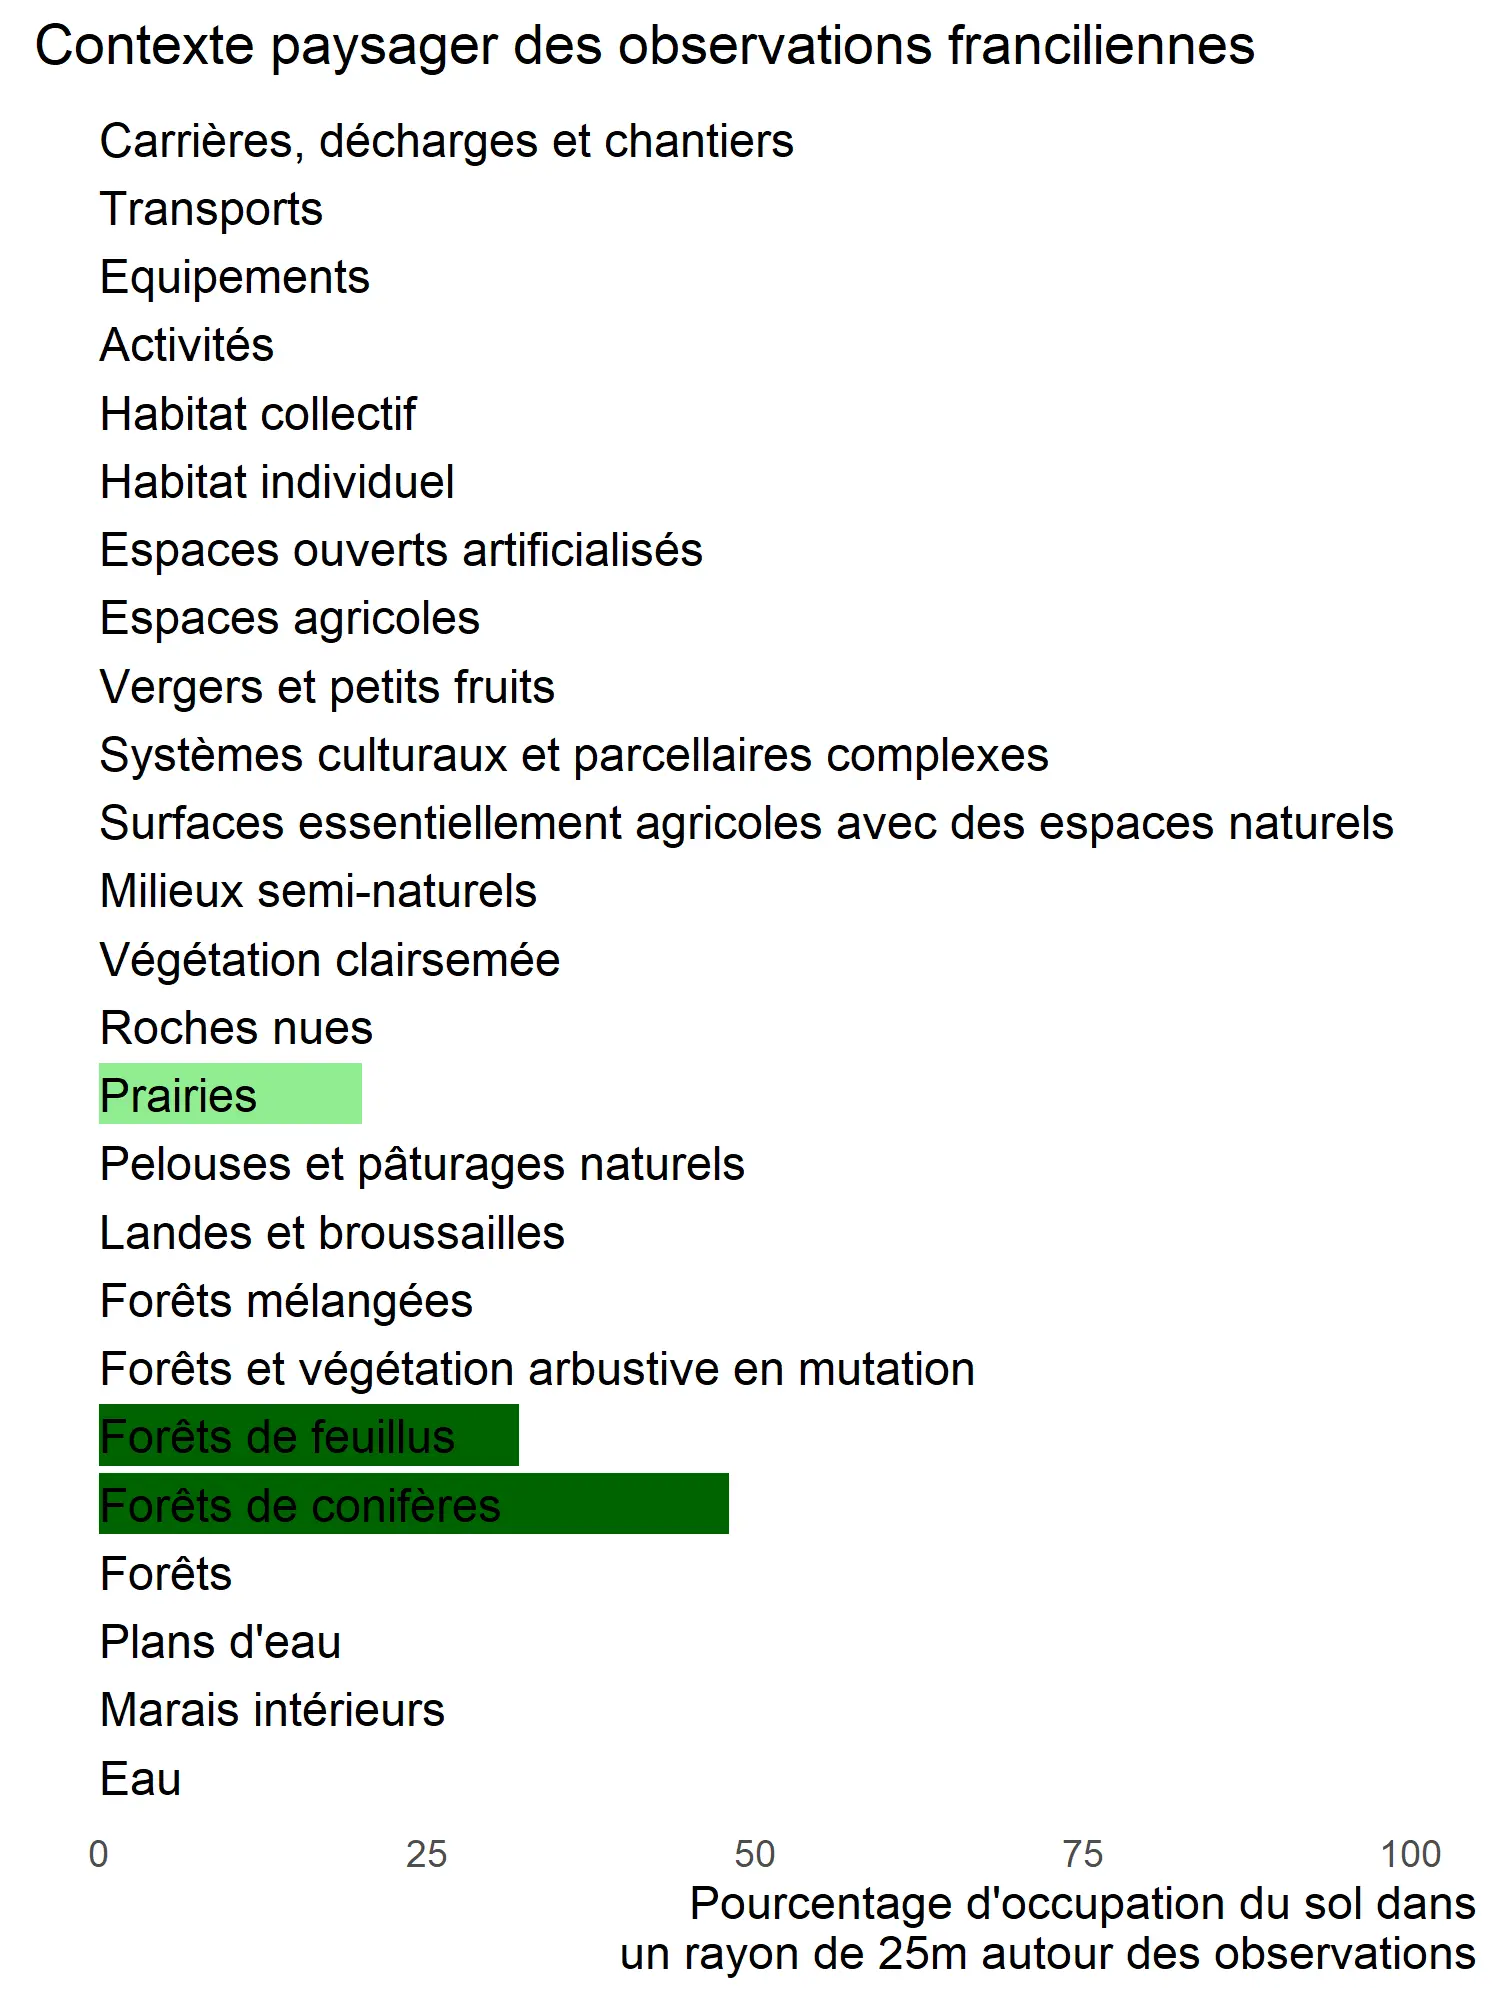 Contexte paysager des observations franciliennes
Carrières, décharges et chantiers
Transports
Equipements
Activités
Habitat collectif
Habitat individuel
Espaces ouverts artificialisés
Espaces agricoles
Vergers et petits fruits
Systèmes culturaux et parcellaires complexes
Surfaces essentiellement agricoles avec des espaces naturels
Milieux semi-naturels
Végétation clairsemée
Roches nues
Prairies
Pelouses et pâturages naturels
Landes et broussailles
Forêts mélangées
Forêts et végétation arbustive en mutation
Forêts de feuillus
Forêts de conifères
Forêts
Plans d'eau
Marais intérieurs
Eau
0 25 50 75 100
Pourcentage d'occupation du sol dans
un rayon de 25m autour des observations